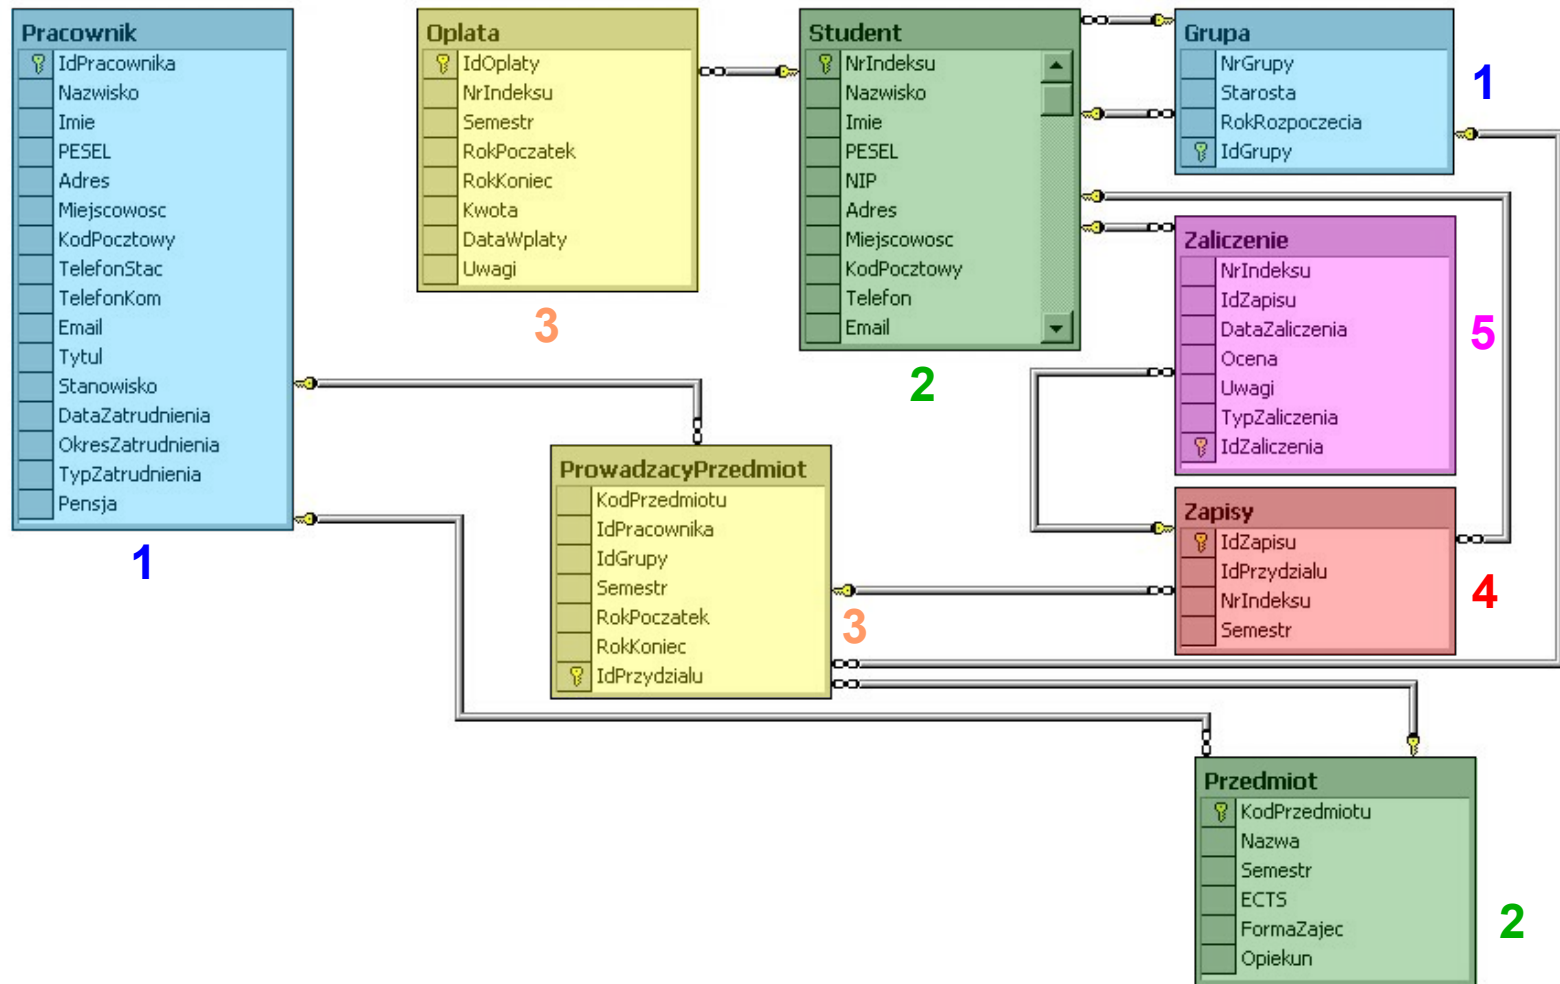 Pracownik
IdPracownika
Nazwisko
Imie
PESEL
Adres
Miejscowosc
KodPocztowy
TelefonStac
TelefonKom
Email
Tytul
Stanowisko
DataZatrudnienia
OkresZatrudnienia
TypZatrudnienia
Pensja
1
Oplata
IdOplaty
NrIndeksu
Semestr
RokPoczatek
RokKoniec
Kwota
DataWplaty
Uwagi
3
Student
NrIndeksu
Nazwisko
Imie
PESEL
NIP
Adres
Miejscowosc
KodPocztowy
Telefon
Email
2
Grupa
NrGrupy
Starosta
RokRozpoczecia
IdGrupy
1
Zaliczenie
NrIndeksu
IdZapisu
DataZaliczenia
Ocena
Uwagi
TypZaliczenia
IdZaliczenia
5
ProwadzacyPrzedmiot
KodPrzedmiotu
IdPracownika
IdGrupy
Semestr
RokPoczatek
RokKoniec
IdPrzydzialu
3
Zapisy
IdZapisu
IdPrzydzialu
NrIndeksu
Semestr
4
Przedmiot
KodPrzedmiotu
Nazwa
Semestr
ECTS
FormaZajec
Opiekun
2